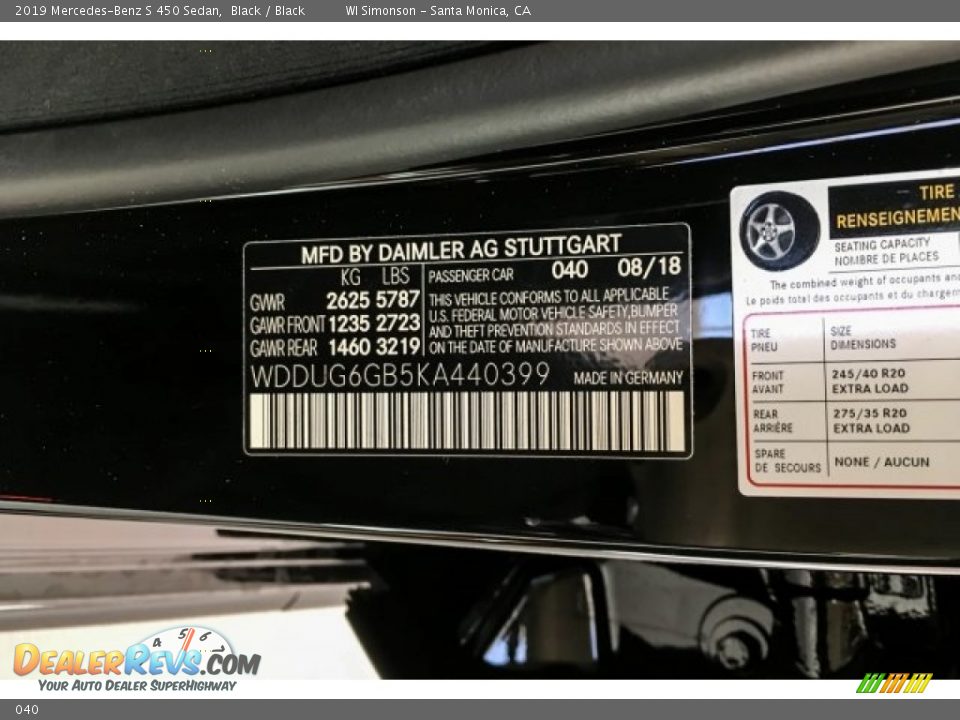 2019 Mercedes-Benz S 450 Sedan, Black / Black WI Simonson - Santa Monica, CA
MFD BY DAIMLER AG STUTTGART
KG LBS PASSENGER CAR 040 08/18
GVWR 2625 5787
GAWR FRONT 1235 2723
GAWR REAR 1460 3219
THIS VEHICLE CONFORMS TO ALL APPLICABLE
U.S. FEDERAL MOTOR VEHICLE SAFETY, BUMPER
AND THEFT PREVENTION STANDARDS IN EFFECT
ON THE DATE OF MANUFACTURE SHOWN ABOVE
WDDUG6GB5KA440399 MADE IN GERMANY
TIRE
RENSEIGNEMEN
SEATING CAPACITY
NOMBRE DE PLACES
The combined weight of occupants and
Le poids total des occupants et du chargem
TIRE SIZE
PNEU DIMENSIONS
FRONT 245/40 R20
AVANT EXTRA LOAD
REAR 275/35 R20
ARRIÈRE EXTRA LOAD
SPARE
DE SECOURS NONE / AUCUN
4 5 6 7
DEALERREVS.COM
YOUR AUTO DEALER SUPERHIGHWAY
040